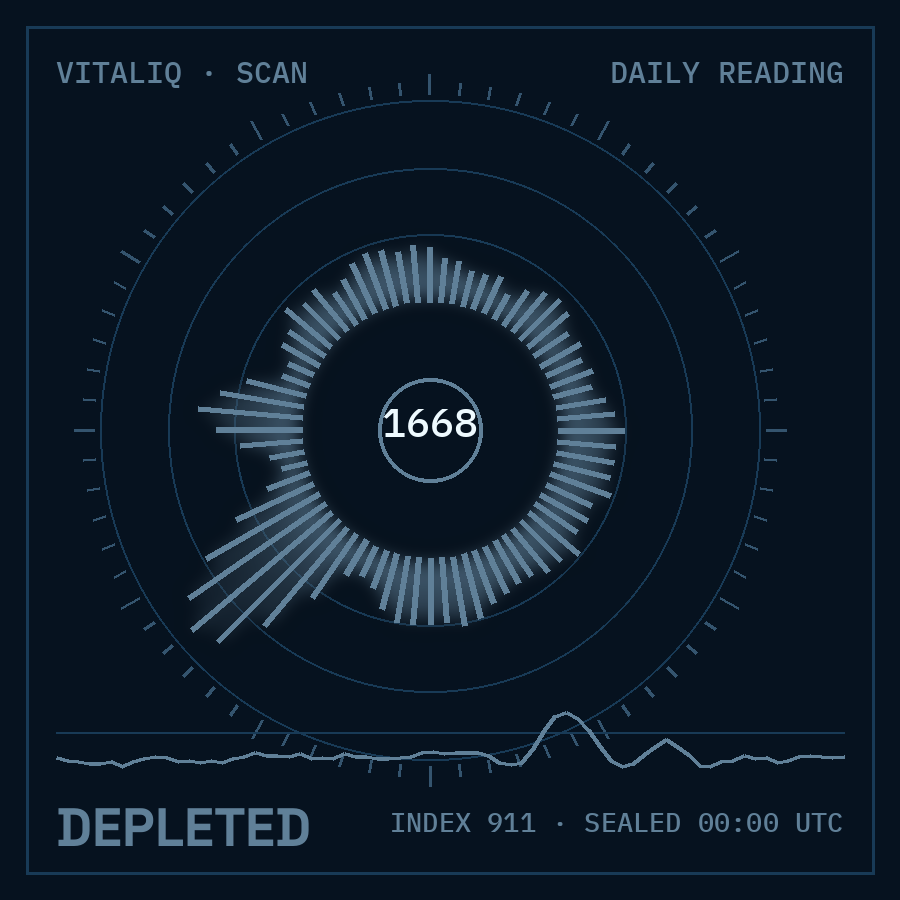 VITALIQ · SCAN
DAILY READING
1668
DEPLETED
INDEX 911 · SEALED 00:00 UTC